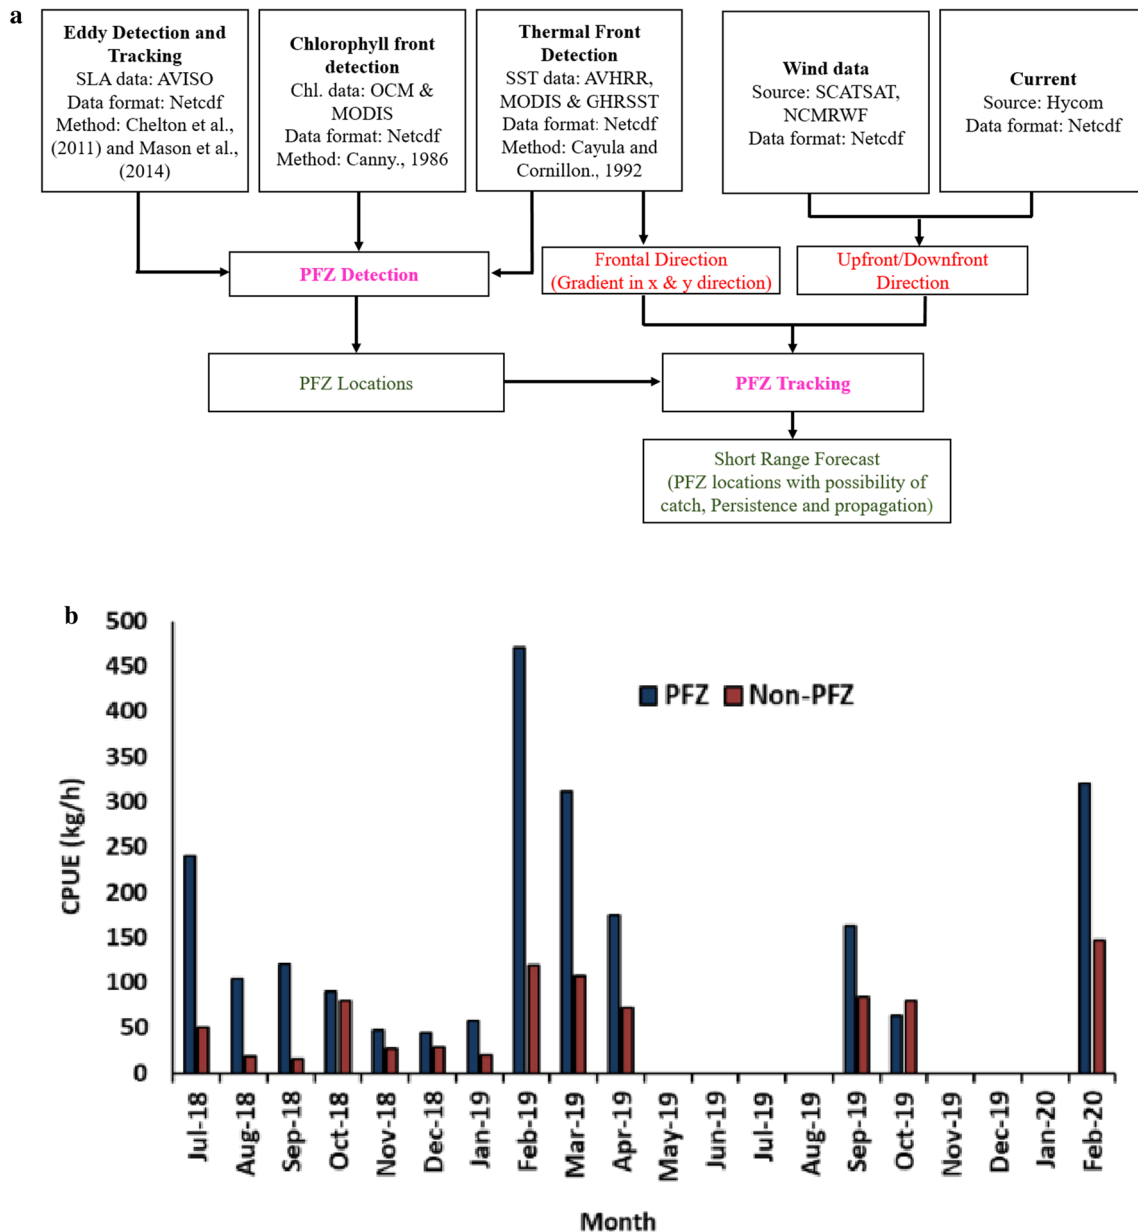 a
Eddy Detection and
Tracking
SLA data: AVISO
Data format: Netcdf
Method: Chelton et al.,
(2011) and Mason et al.,
(2014)
Chlorophyll front
detection
Chl. data: OCM &
MODIS
Data format: Netcdf
Method: Canny., 1986
Thermal Front
Detection
SST data: AVHRR,
MODIS & GHRSST
Data format: Netcdf
Method: Cayula and
Cornillon., 1992
Wind data
Source: SCATSAT,
NCMRWF
Data format: Netcdf
Current
Source: Hycom
Data format: Netcdf
PFZ Detection
Frontal Direction
(Gradient in x & y direction)
Upfront/Downfront
Direction
PFZ Locations
PFZ Tracking
Short Range Forecast
(PFZ locations with possibility of
catch, Persistence and propagation)
b
500
450
400
350
300
250
200
150
100
50
0
CPUE (kg/h)
PFZ
Non-PFZ
Jul-18
Aug-18
Sep-18
Oct-18
Nov-18
Dec-18
Jan-19
Feb-19
Mar-19
Apr-19
May-19
Jun-19
Jul-19
Aug-19
Sep-19
Oct-19
Nov-19
Dec-19
Jan-20
Feb-20
Month